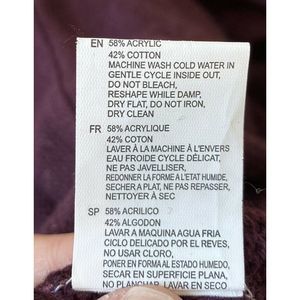 EN 58% ACRYLIC
42% COTTON
MACHINE WASH COLD WATER IN
GENTLE CYCLE INSIDE OUT,
DO NOT BLEACH,
RESHAPE WHILE DAMP,
DRY FLAT, DO NOT IRON,
DRY CLEAN
FR 58% ACRYLIQUE
42% COTON
LAVER À LA MACHINE À L'ENVERS
EAU FROIDE CYCLE DÉLICAT,
NE PAS JAVELLISER,
REDONNER LA FORME A L'ETAT HUMIDE,
SECHER A PLAT, NE PAS REPASSER,
NETTOYER À SEC
SP 58% ACRILICO
42% ALGODON
LAVAR A MAQUINA AGUA FRIA
CICLO DELICADO POR EL REVES,
NO USAR CLORO,
PONER EN FORMA AL ESTADO HUMEDO,
SECAR EN SUPERFICIE PLANA,
NO PLANCHAR, LAVAR EN SECO